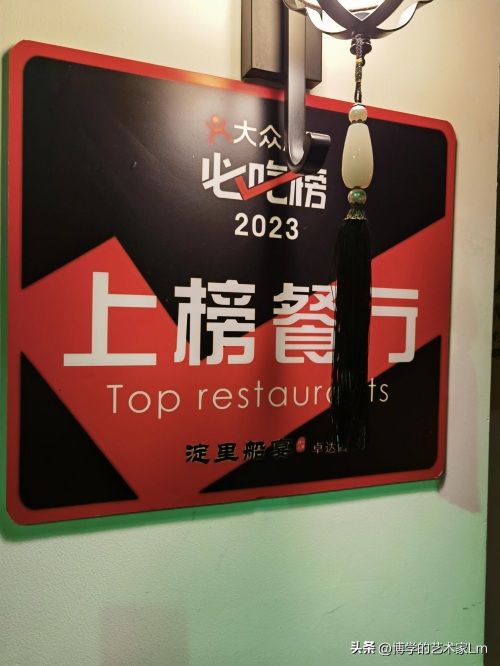 大众
必吃榜
2023
上榜餐厅
Top restaurants
淀里船宴 卓达
头条 @博学的艺术家Lm